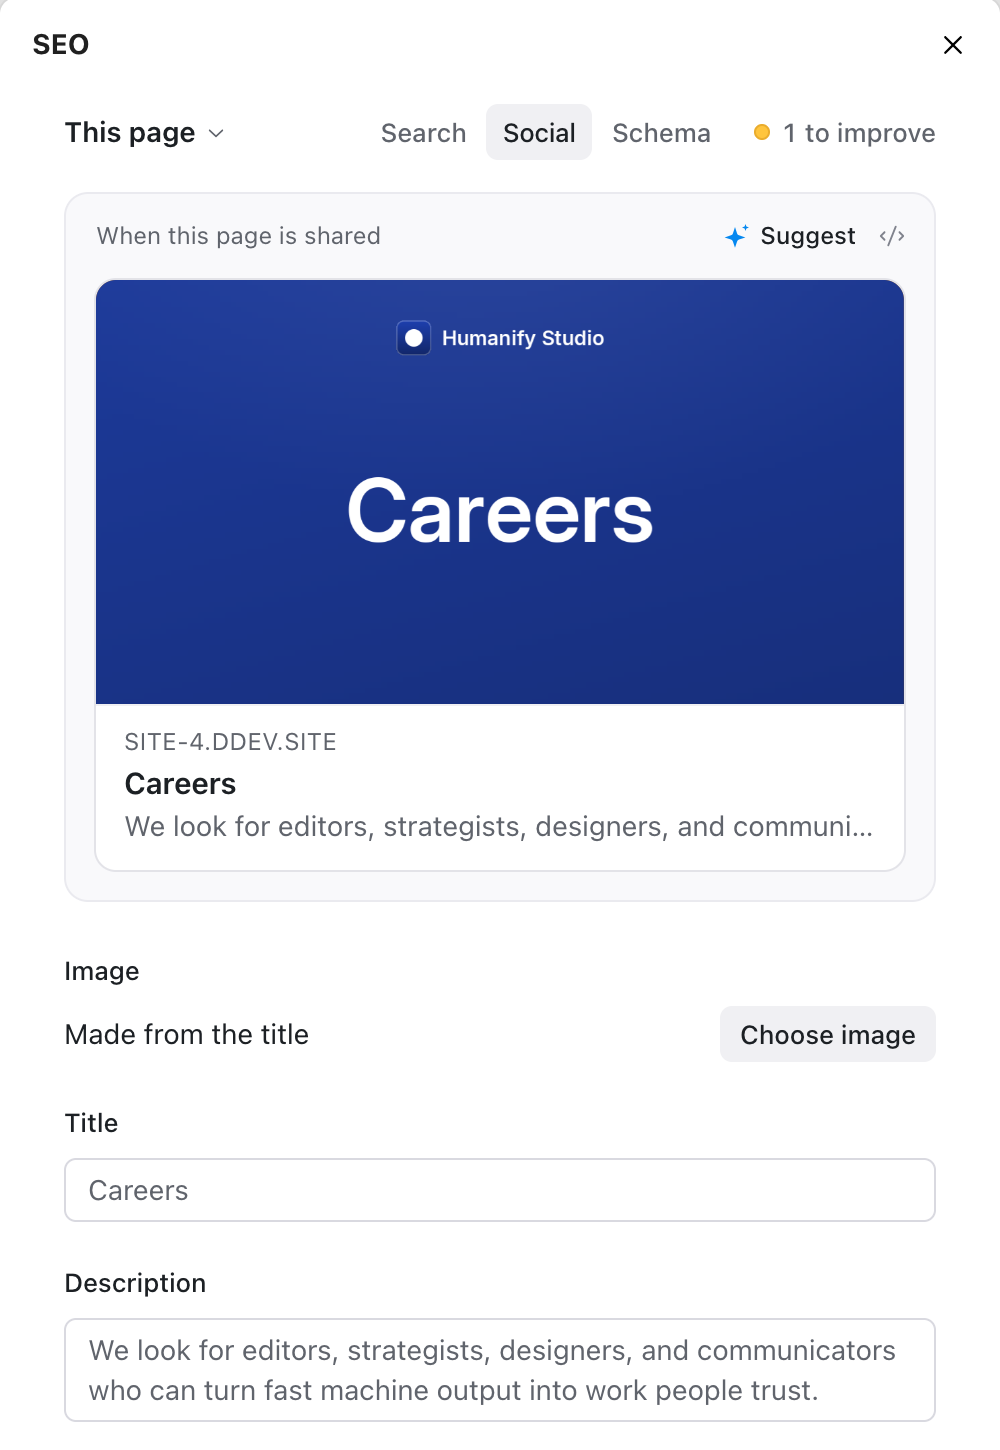 SEO
This page
Search
Social
Schema
1 to improve
When this page is shared
Suggest
</>
Humanify Studio
Careers
SITE-4.DDEV.SITE
Careers
We look for editors, strategists, designers, and communi...
Image
Made from the title
Choose image
Title
Careers
Description
We look for editors, strategists, designers, and communicators
who can turn fast machine output into work people trust.